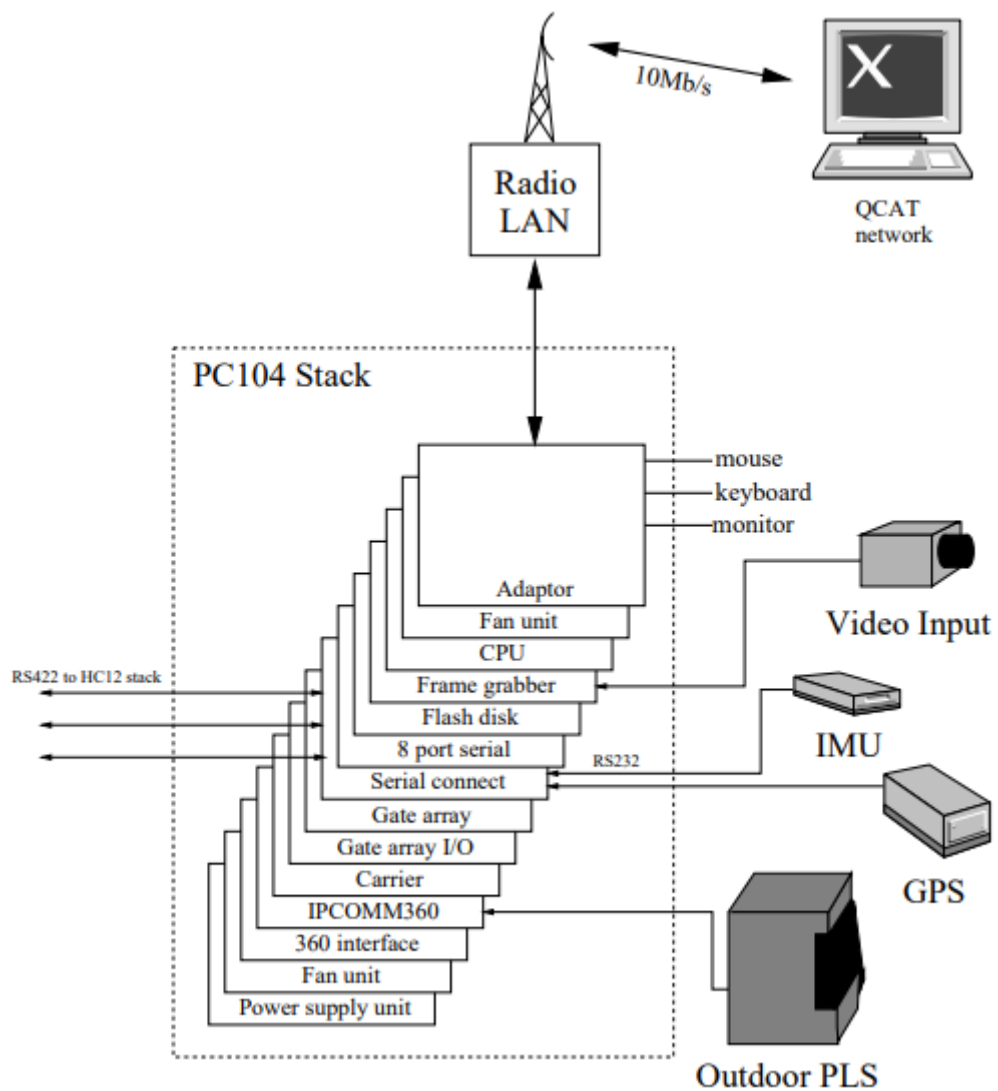 10Mb/s
X
Radio
LAN
QCAT
network
PC104 Stack
mouse
keyboard
monitor
Adaptor
Fan unit
CPU
Frame grabber
Flash disk
8 port serial
Serial connect
Gate array
Gate array I/O
Carrier
IPCOMM360
360 interface
Fan unit
Power supply unit
RS422 to HC12 stack
RS232
Video Input
IMU
GPS
Outdoor PLS